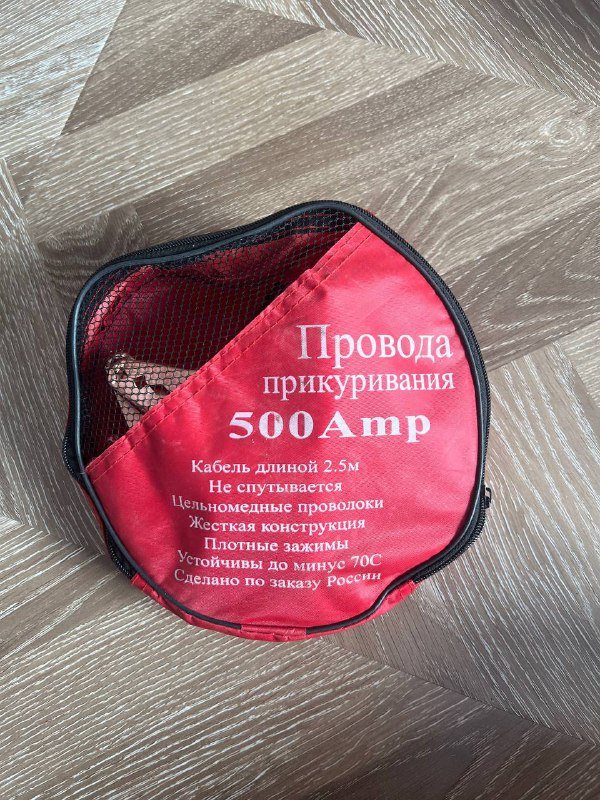 Провода
прикуривания
500Amp
Кабель длиной 2.5м
Не спутывается
Цельномедные проволоки
Жесткая конструкция
Плотные зажимы
Устойчивы до минус 70С
Сделано по заказу России